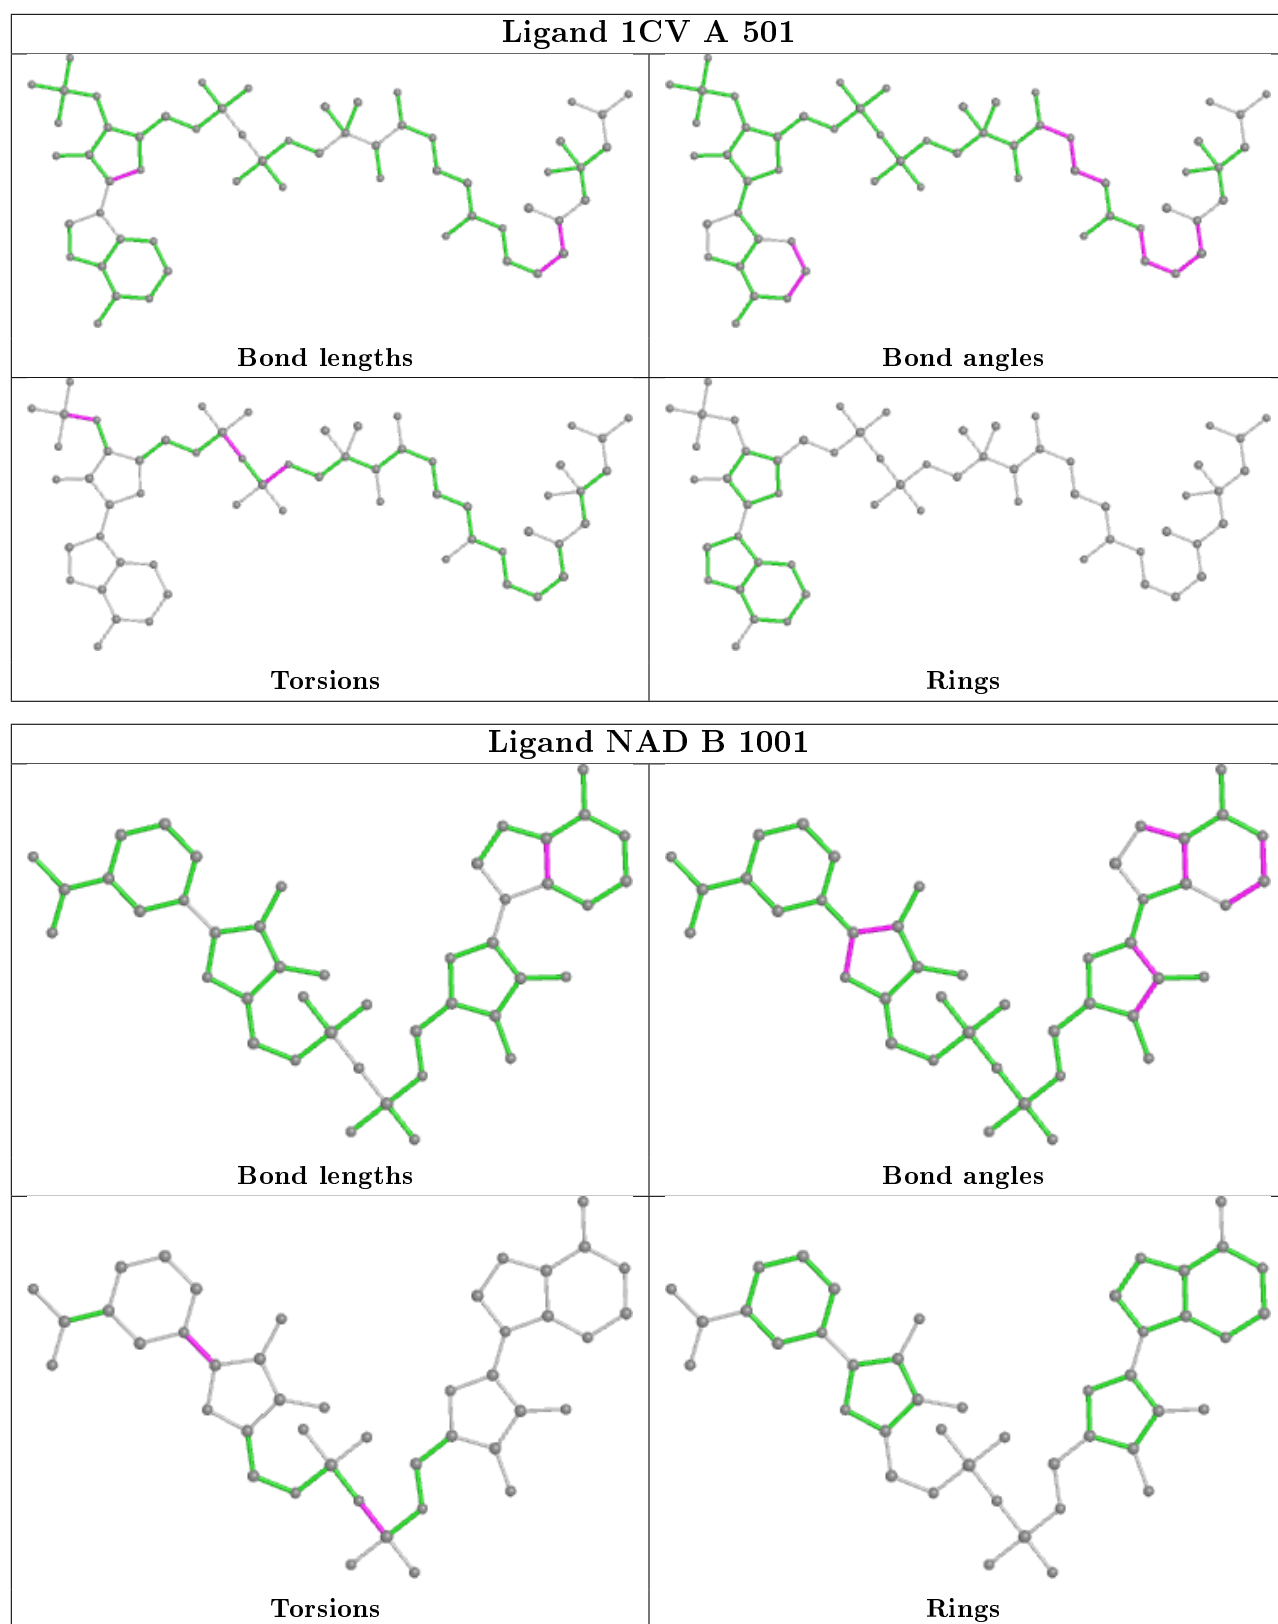 Ligand 1CV A 501
Bond lengths
Bond angles
Torsions
Rings
Ligand NAD B 1001
Bond lengths
Bond angles
Torsions
Rings